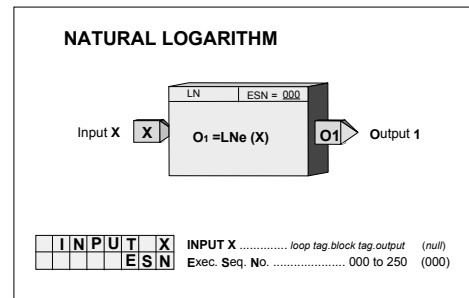 NATURAL LOGARITHM
LN ESN = 000
Input X X O1 =LNe (X) O1 Output 1
INPUT X INPUT X .............. loop tag.block tag.output (null)
ESN Exec. Seq. No. ..................... 000 to 250 (000)